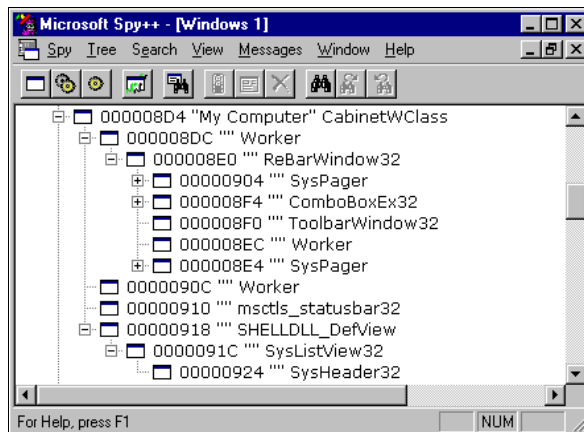 Microsoft Spy++ - [Windows 1]
Spy Tree Search View Messages Window Help
000008D4 "My Computer" CabinetWClass
000008DC "" Worker
000008E0 "" ReBarWindow32
00000904 "" SysPager
000008F4 "" ComboBoxEx32
000008F0 "" ToolbarWindow32
000008EC "" Worker
000008E4 "" SysPager
0000090C "" Worker
00000910 "" msctls_statusbar32
00000918 "" SHELLDLL_DefView
0000091C "" SysListView32
00000924 "" SysHeader32
For Help, press F1 NUM